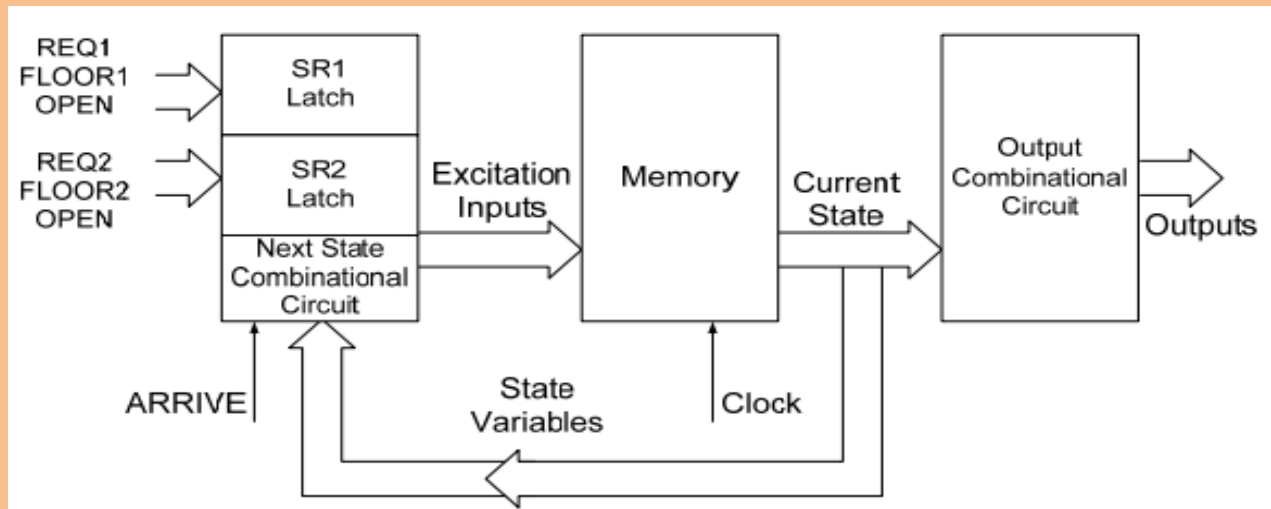 REQ1
FLOOR1
OPEN
REQ2
FLOOR2
OPEN
SR1
Latch
SR2
Latch
Next State
Combinational
Circuit
ARRIVE
Excitation
Inputs
Memory
Clock
Current
State
State
Variables
Output
Combinational
Circuit
Outputs